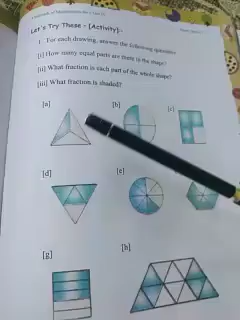 Let's Try These - [Activity]:-
1. For each drawing, answer the following questions
[i] How many equal parts are there in the shape?
[ii] What fraction is each part of the whole shape?
[iii] What fraction is shaded?
[a] [b] [c]
[d] [e]
[g] [h]